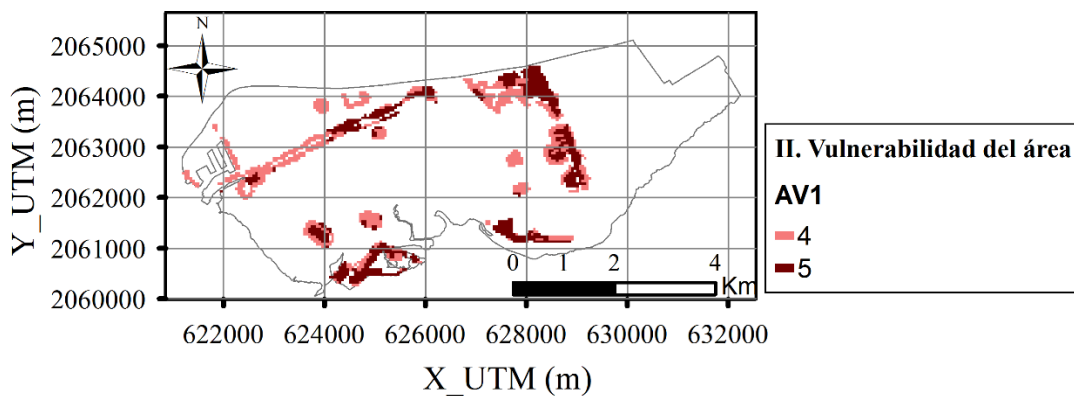 N
2065000
2064000
2063000
2062000
2061000
2060000
Y_UTM (m)
0 1 2 4
Km
622000 624000 626000 628000 630000 632000
X_UTM (m)
II. Vulnerabilidad del área
AV1
4
5